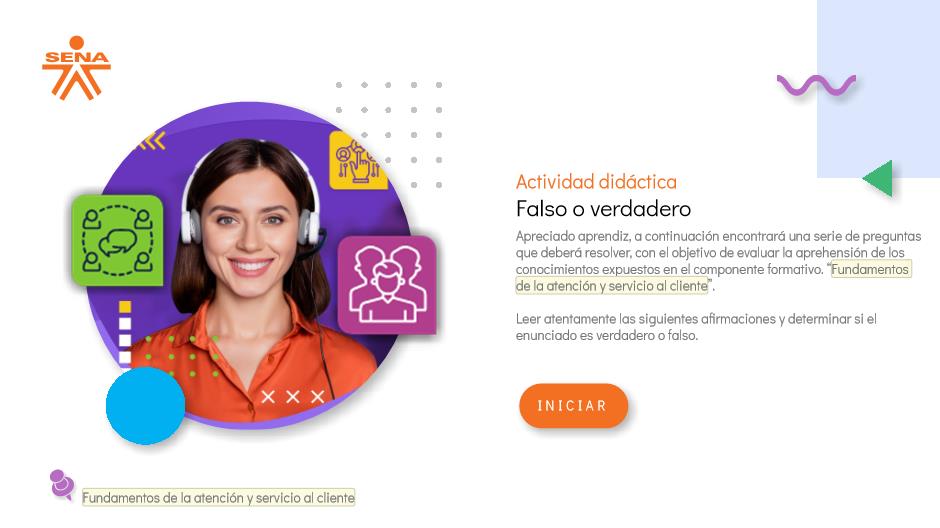 SENA
Actividad didáctica
Falso o verdadero
Apreciado aprendiz, a continuación encontrará una serie de preguntas
que deberá resolver, con el objetivo de evaluar la aprehensión de los
conocimientos expuestos en el componente formativo. “Fundamentos
de la atención y servicio al cliente”.
Leer atentamente las siguientes afirmaciones y determinar si el
enunciado es verdadero o falso.
INICIAR
Fundamentos de la atención y servicio al cliente